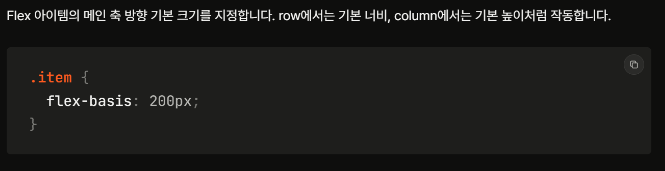 Flex 아이템의 메인 축 방향 기본 크기를 지정합니다. row에서는 기본 너비, column에서는 기본 높이처럼 작동합니다.
.item {
  flex-basis: 200px;
}